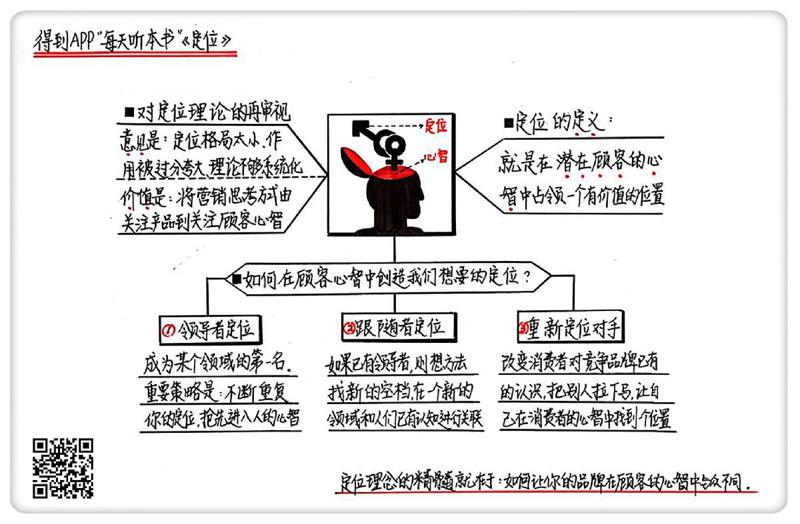 得到APP“每天听本书”《定位》
■对定位理论的再审视
意见是：定位格局大小、作
用被过分夸大、理论不够系统化
价值是：将营销思考方式由
关注产品到关注顾客心智
定位
心智
■定位的定义：
就是在潜在顾客的心
智中占领一个有价值的位置
■如何在顾客心智中创造我们想要的定位？
①领导者定位
成为某个领域的第一名.
重要策略是：不断重复
你的定位,抢先进入人的心智
②跟随者定位
如果已有领导者,则想方法
找新的空档,在一个新的
领域和人们已有认知进行关联
③重新定位对手
改变消费者对竞争品牌已有
的认识,把别人拉下马,让自
己在消费者的心智中找到个位置
定位理念的精髓就在于：如何让你的品牌在顾客的心智中与众不同.